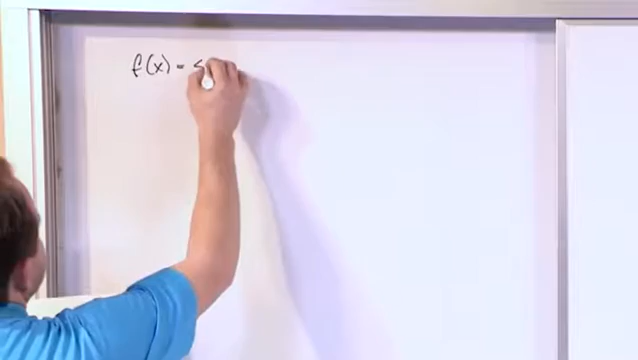 f(x) =